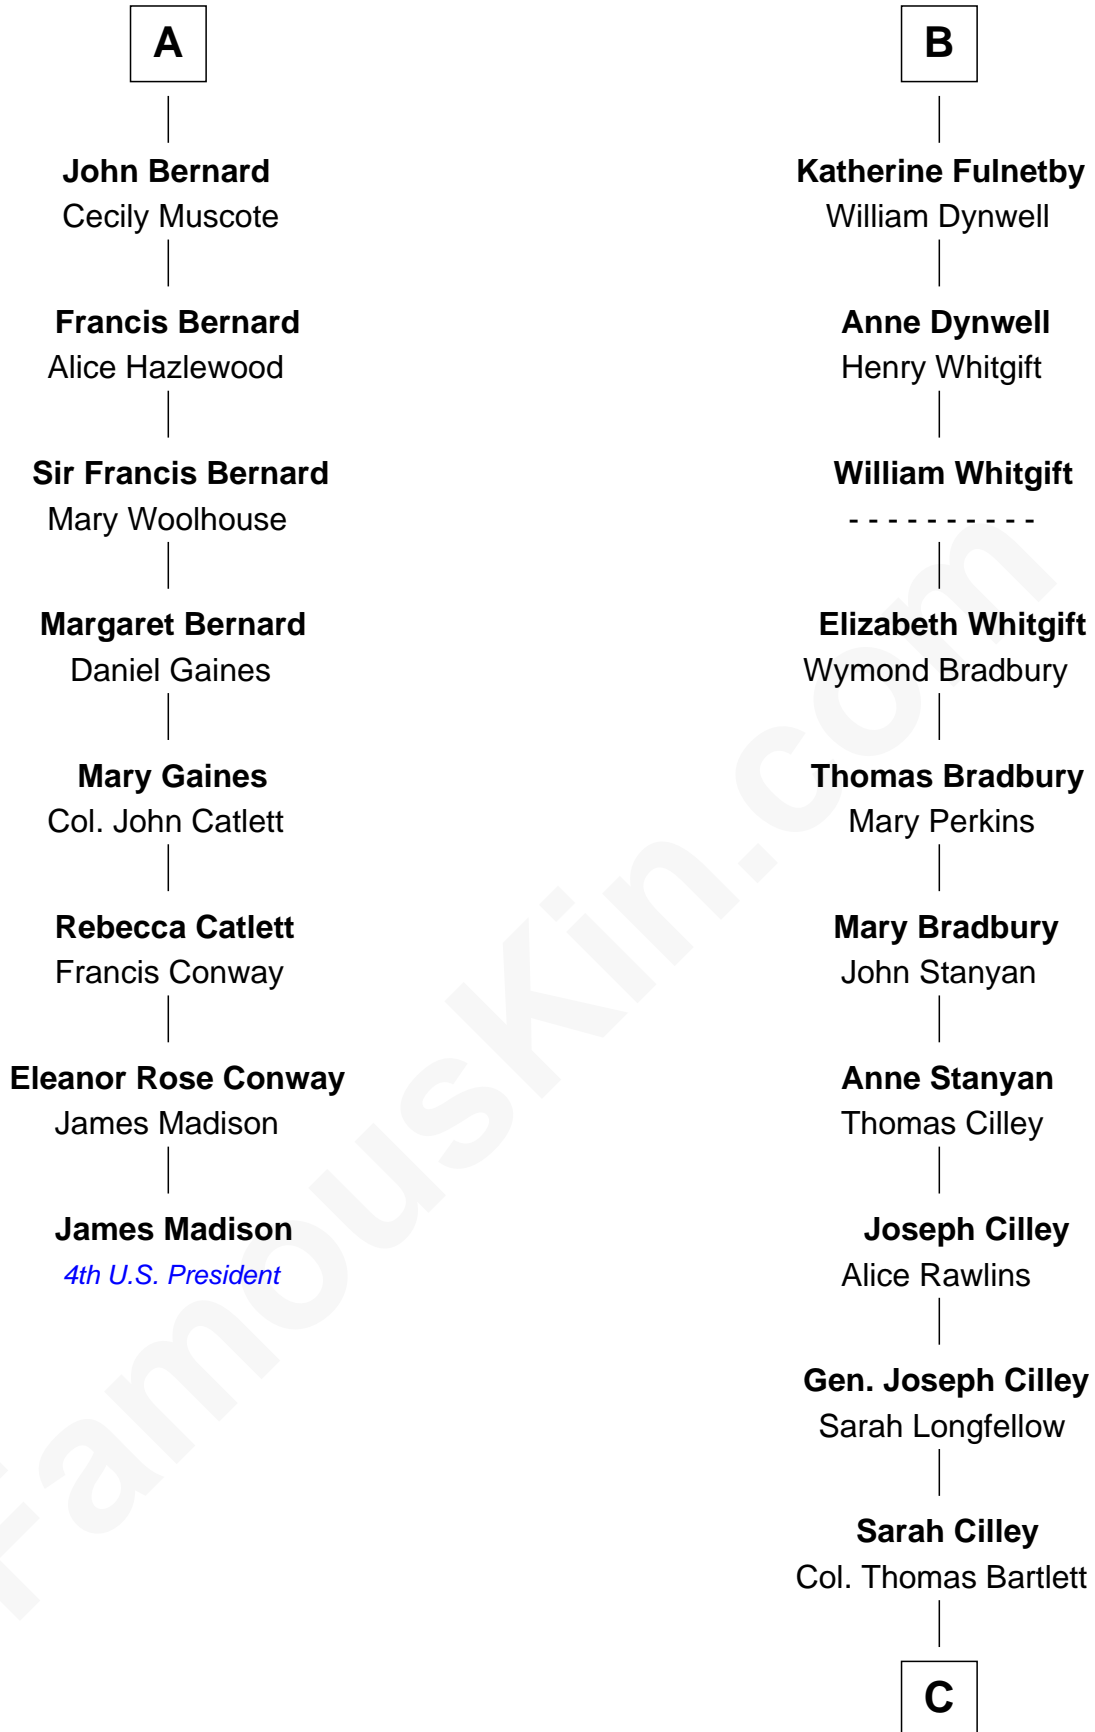 A
John Bernard
Cecily Muscote
Francis Bernard
Alice Hazlewood
Sir Francis Bernard
Mary Woolhouse
Margaret Bernard
Daniel Gaines
Mary Gaines
Col. John Catlett
Rebecca Catlett
Francis Conway
Eleanor Rose Conway
James Madison
James Madison
4th U.S. President
B
Katherine Fulnetby
William Dynwell
Anne Dynwell
Henry Whitgift
William Whitgift
- - - - - - - - - -
Elizabeth Whitgift
Wymond Bradbury
Thomas Bradbury
Mary Perkins
Mary Bradbury
John Stanyan
Anne Stanyan
Thomas Cilley
Joseph Cilley
Alice Rawlins
Gen. Joseph Cilley
Sarah Longfellow
Sarah Cilley
Col. Thomas Bartlett
C
FamousKin.com